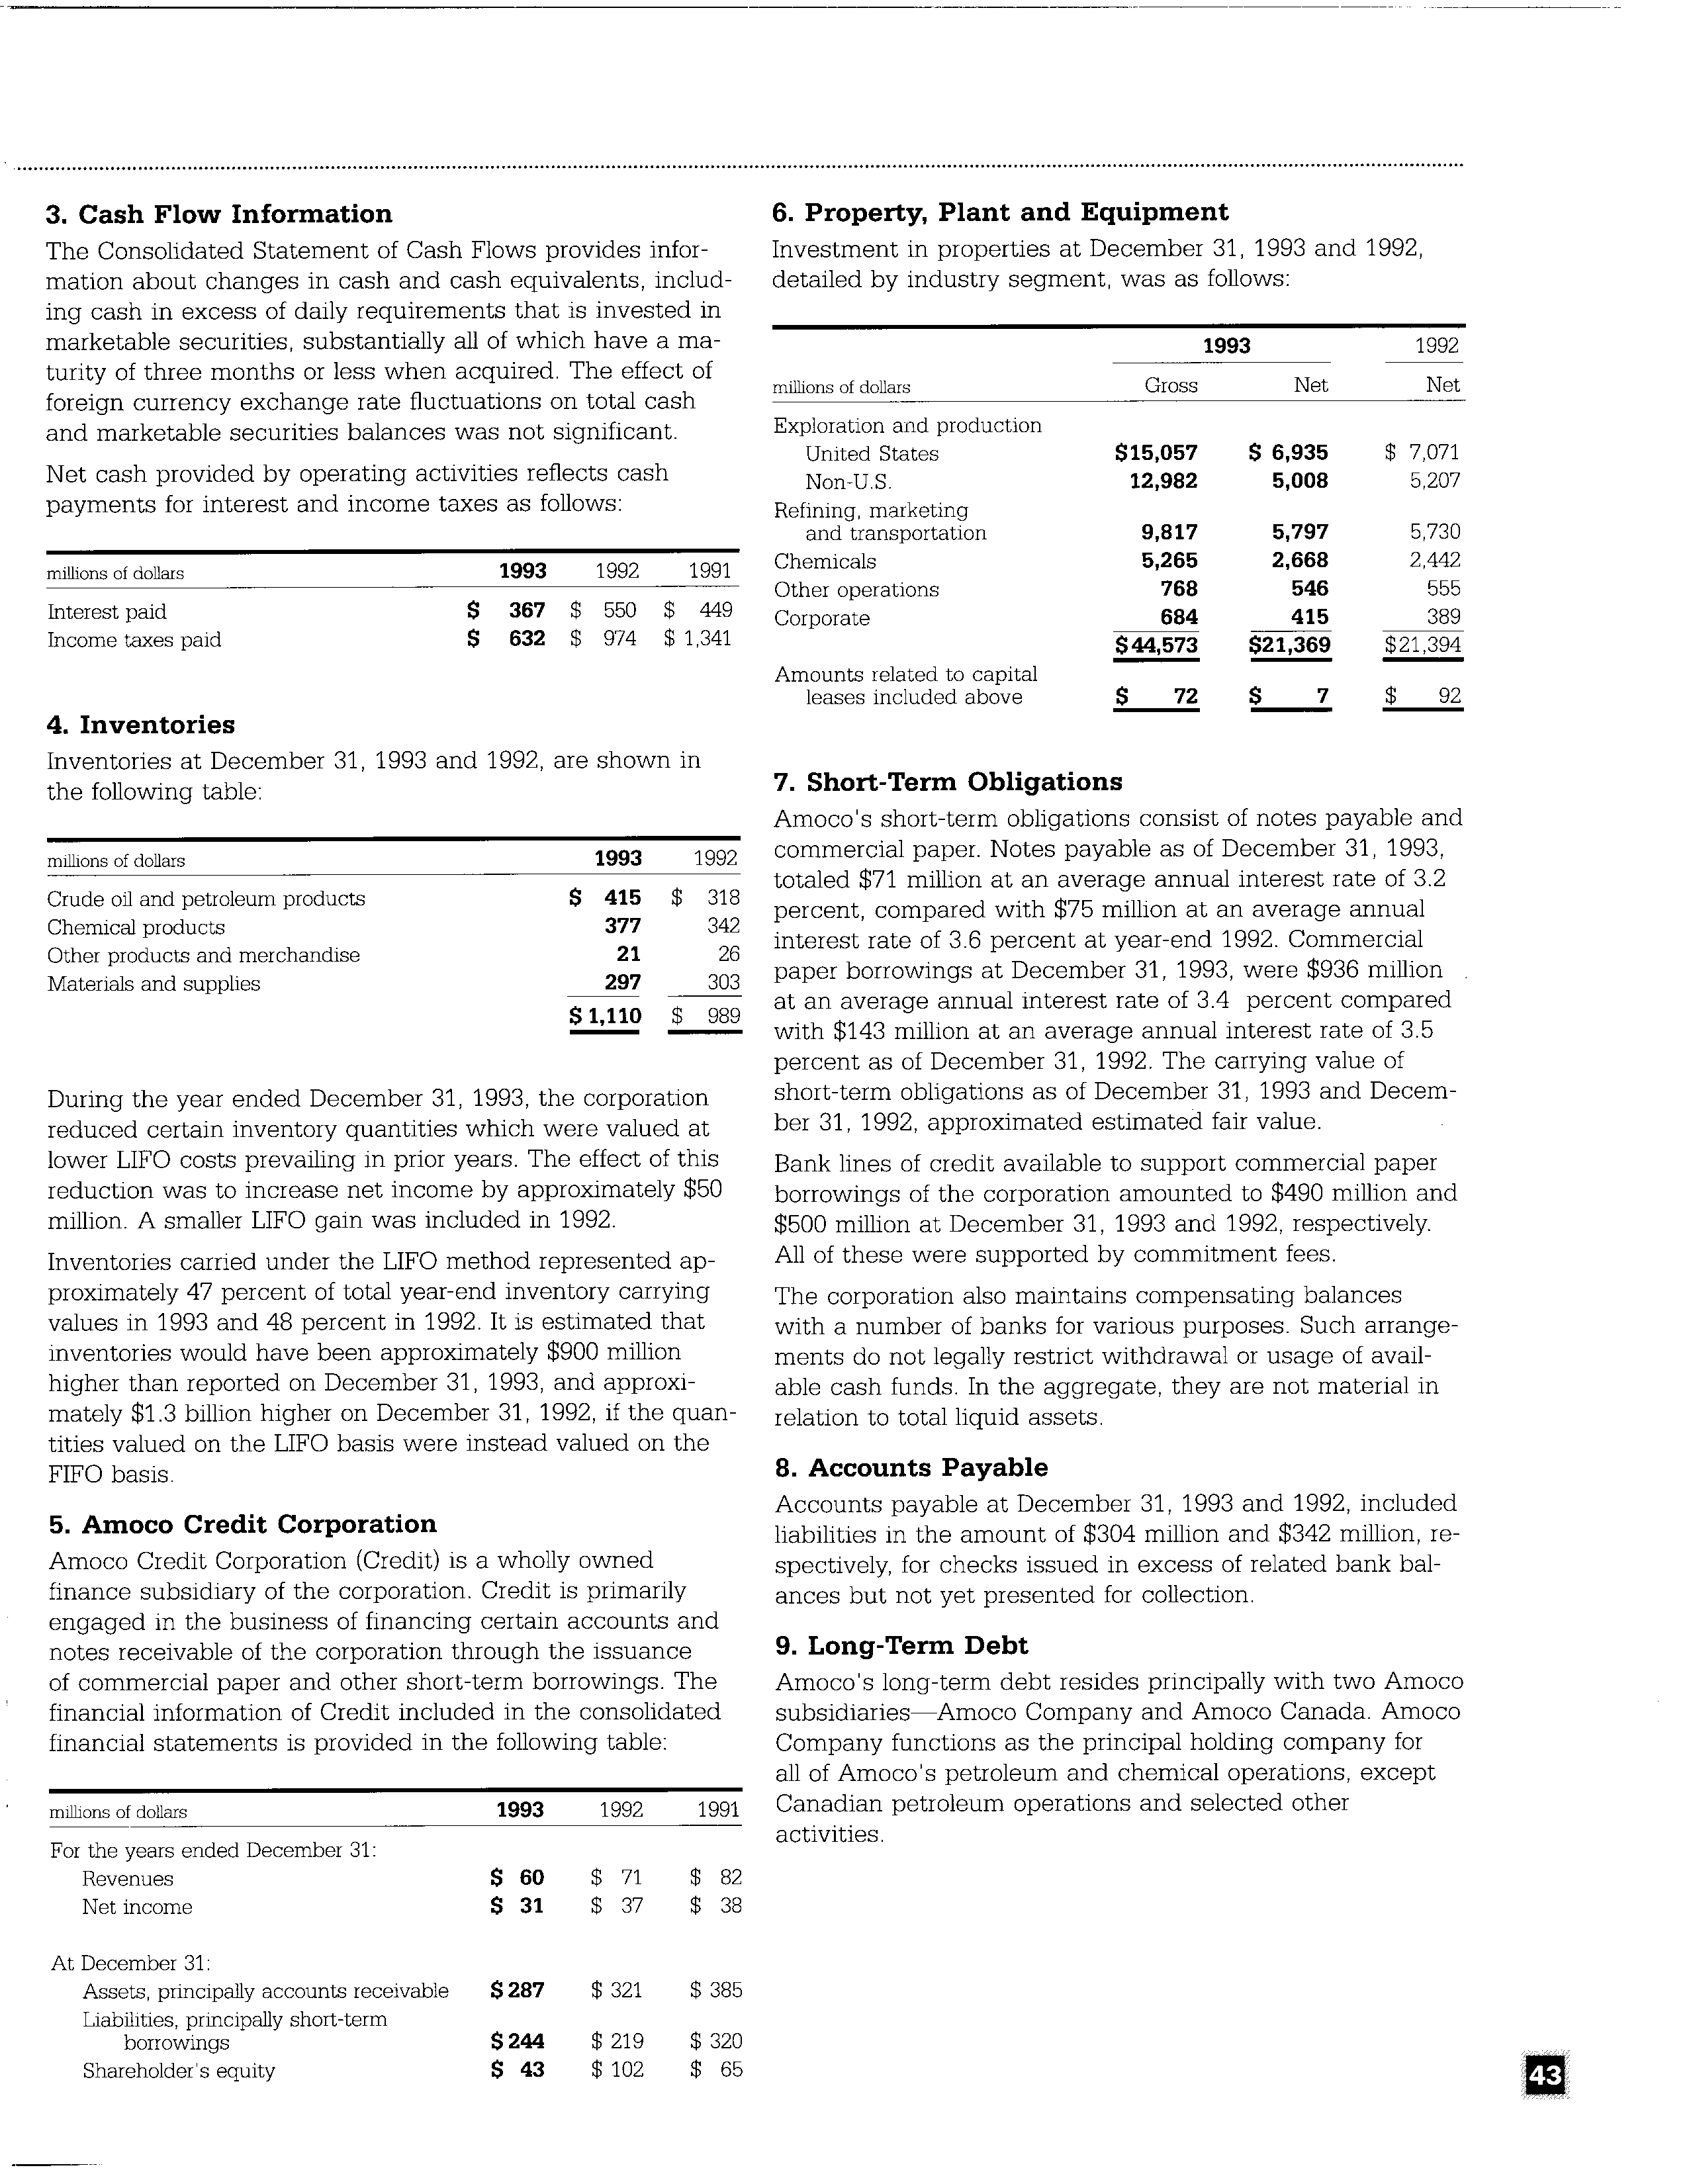 3. Cash Flow Information
The Consolidated Statement of Cash Flows provides infor-
mation about changes in cash and cash equivalents, includ-
ing cash in excess of daily requirements that is invested in
marketable securities, substantially all of which have a ma-
turity of three months or less when acquired. The effect of
foreign currency exchange rate fluctuations on total cash
and marketable securities balances was not significant.
Net cash provided by operating activities reflects cash
payments for interest and income taxes as follows:
millions of dollars 1993 1992 1991
Interest paid $ 367 $ 550 $ 449
Income taxes paid $ 632 $ 974 $ 1,341
4. Inventories
Inventories at December 31, 1993 and 1992, are shown in
the following table:
millions of dollars 1993 1992
Crude oil and petroleum products $ 415 $ 318
Chemical products 377 342
Other products and merchandise 21 26
Materials and supplies 297 303
$ 1,110 $ 989
During the year ended December 31, 1993, the corporation
reduced certain inventory quantities which were valued at
lower LIFO costs prevailing in prior years. The effect of this
reduction was to increase net income by approximately $50
million. A smaller LIFO gain was included in 1992.
Inventories carried under the LIFO method represented ap-
proximately 47 percent of total year-end inventory carrying
values in 1993 and 48 percent in 1992. It is estimated that
inventories would have been approximately $900 million
higher than reported on December 31, 1993, and approxi-
mately $1.3 billion higher on December 31, 1992, if the quan-
tities valued on the LIFO basis were instead valued on the
FIFO basis.
5. Amoco Credit Corporation
Amoco Credit Corporation (Credit) is a wholly owned
finance subsidiary of the corporation. Credit is primarily
engaged in the business of financing certain accounts and
notes receivable of the corporation through the issuance
of commercial paper and other short-term borrowings. The
financial information of Credit included in the consolidated
financial statements is provided in the following table:
millions of dollars 1993 1992 1991
For the years ended December 31:
Revenues $ 60 $ 71 $ 82
Net income $ 31 $ 37 $ 38
At December 31:
Assets, principally accounts receivable $ 287 $ 321 $ 385
Liabilities, principally short-term
borrowings $ 244 $ 219 $ 320
Shareholder's equity $ 43 $ 102 $ 65
6. Property, Plant and Equipment
Investment in properties at December 31, 1993 and 1992,
detailed by industry segment, was as follows:
1993 1992
millions of dollars Gross Net Net
Exploration and production
United States $15,057 $ 6,935 $ 7,071
Non-U.S. 12,982 5,008 5,207
Refining, marketing
and transportation 9,817 5,797 5,730
Chemicals 5,265 2,668 2,442
Other operations 768 546 555
Corporate 684 415 389
$44,573 $21,369 $21,394
Amounts related to capital
leases included above $ 72 $ 7 $ 92
7. Short-Term Obligations
Amoco's short-term obligations consist of notes payable and
commercial paper. Notes payable as of December 31, 1993,
totaled $71 million at an average annual interest rate of 3.2
percent, compared with $75 million at an average annual
interest rate of 3.6 percent at year-end 1992. Commercial
paper borrowings at December 31, 1993, were $936 million
at an average annual interest rate of 3.4 percent compared
with $143 million at an average annual interest rate of 3.5
percent as of December 31, 1992. The carrying value of
short-term obligations as of December 31, 1993 and Decem-
ber 31, 1992, approximated estimated fair value.
Bank lines of credit available to support commercial paper
borrowings of the corporation amounted to $490 million and
$500 million at December 31, 1993 and 1992, respectively.
All of these were supported by commitment fees.
The corporation also maintains compensating balances
with a number of banks for various purposes. Such arrange-
ments do not legally restrict withdrawal or usage of avail-
able cash funds. In the aggregate, they are not material in
relation to total liquid assets.
8. Accounts Payable
Accounts payable at December 31, 1993 and 1992, included
liabilities in the amount of $304 million and $342 million, re-
spectively, for checks issued in excess of related bank bal-
ances but not yet presented for collection.
9. Long-Term Debt
Amoco's long-term debt resides principally with two Amoco
subsidiaries—Amoco Company and Amoco Canada. Amoco
Company functions as the principal holding company for
all of Amoco's petroleum and chemical operations, except
Canadian petroleum operations and selected other
activities.
43